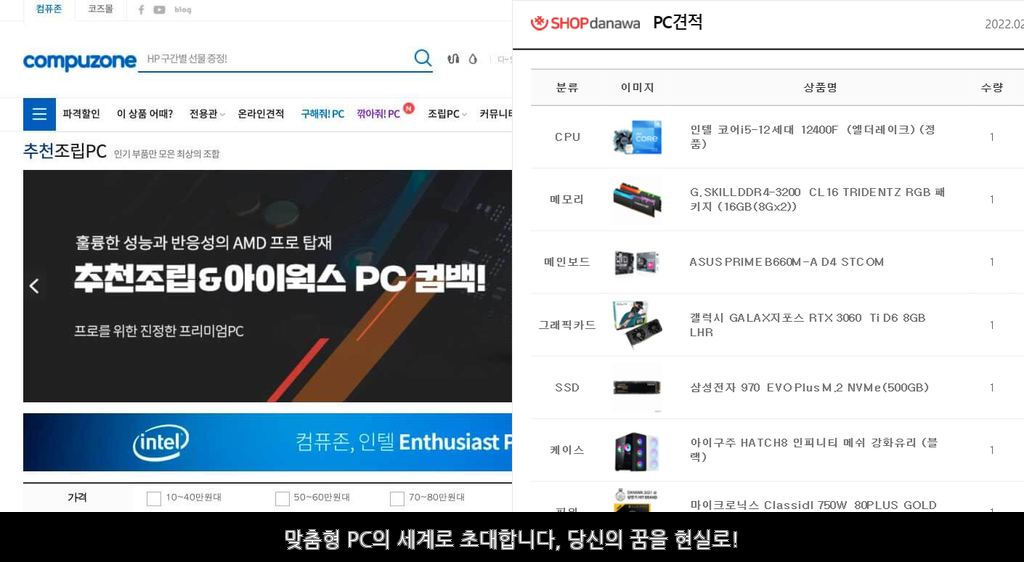 컴퓨존 코즈몰 blog
compuzone HP 구간별 선물 증정!
파격할인 이 상품 어때? 전용관 온라인견적 구해줘! PC 깎아줘! PC N 조립PC 커뮤니티
추천조립PC 인기 부품만 모은 최상의 조합
훌륭한 성능과 반응성의 AMD 프로 탑재
추천조립&아이웍스 PC 컴백!
프로를 위한 진정한 프리미엄PC
intel 컴퓨존, 인텔 Enthusiast P
가격 10~40만원대 50~60만원대 70~80만원대
SHOPdanawa PC견적 2022.02
분류 이미지 상품명 수량
CPU 인텔 코어i5-12세대 12400F (엘더레이크) (정
품) 1
메모리 G.SKILL DDR4-3200 CL16 TRIDENT Z RGB 패
키지 (16GB(8Gx2)) 1
메인보드 ASUS PRIME B660M-A D4 STCOM 1
그래픽카드 갤럭시 GALAX 지포스 RTX 3060 Ti D6 8GB
LHR 1
SSD 삼성전자 970 EVO Plus M.2 NVMe (500GB) 1
케이스 아이구주 HATCH8 인피니티 메쉬 강화유리 (블
랙) 1
마이크로닉스 Classic II 750W 80PLUS GOLD
맞춤형 PC의 세계로 초대합니다, 당신의 꿈을 현실로!